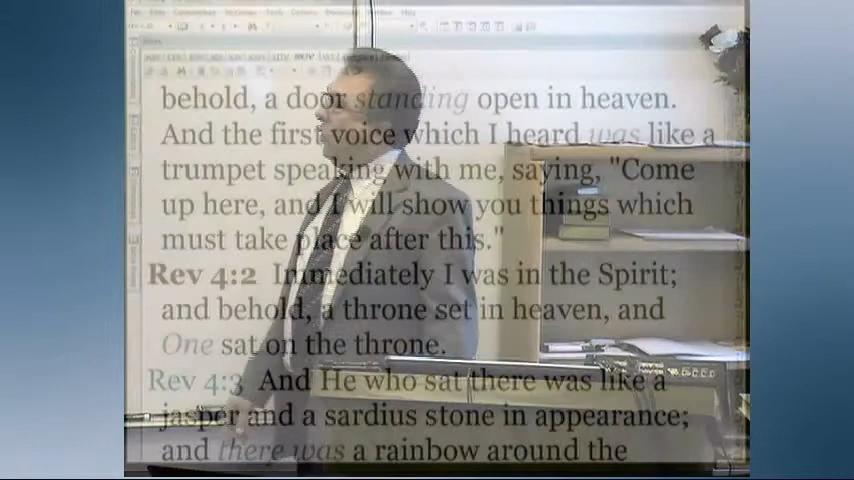 behold, a door standing open in heaven.
And the first voice which I heard was like a
trumpet speaking with me, saying, "Come
up here, and I will show you things which
must take place after this."
Rev 4:2 Immediately I was in the Spirit;
and behold, a throne set in heaven, and
One sat on the throne.
Rev 4:3 And He who sat there was like a
jasper and a sardius stone in appearance;
and there was a rainbow around the